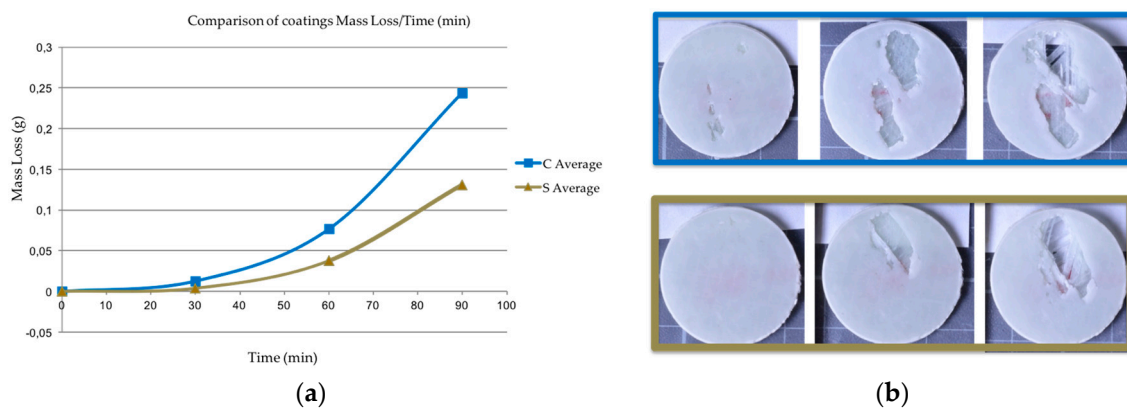 Comparison of coatings Mass Loss/Time (min)
0,3
0,25
0,2
0,15
0,1
0,05
0
-0,05
0 10 20 30 40 50 60 70 80 90 100
Mass Loss (g)
Time (min)
C Average
S Average
(a)
(b)